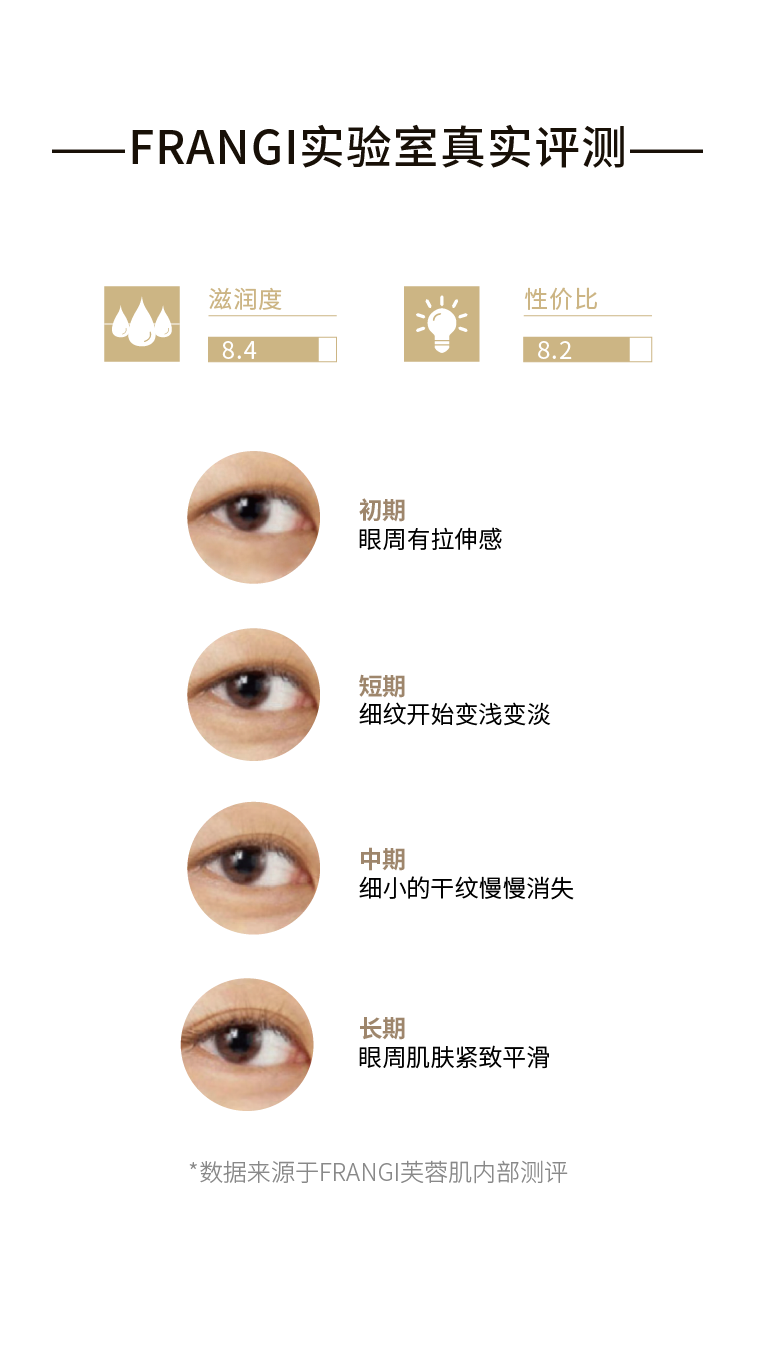 FRANGI实验室真实评测
滋润度
8.4
性价比
8.2
初期
眼周有拉伸感
短期
细纹开始变浅变淡
中期
细小的干纹慢慢消失
长期
眼周肌肤紧致平滑
*数据来源于FRANGI芙蓉肌内部测评